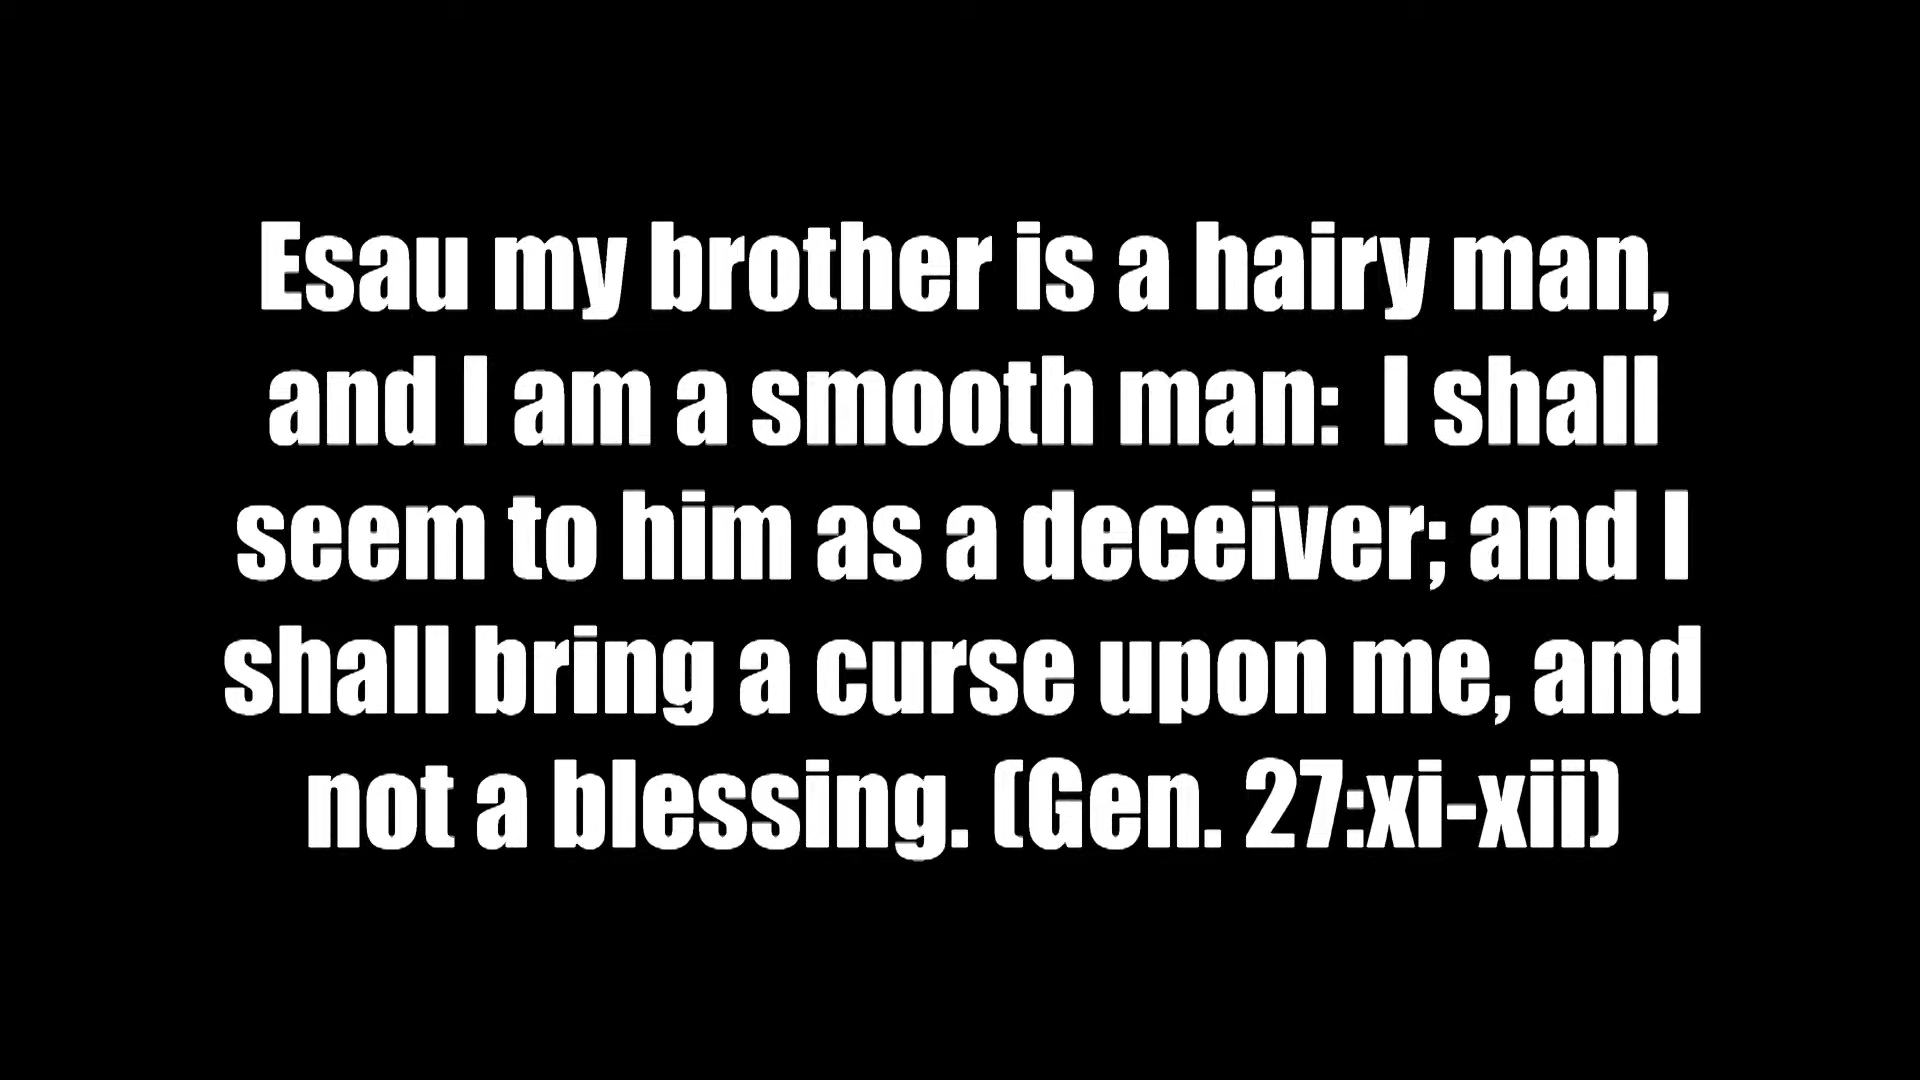 Esau my brother is a hairy man,
and I am a smooth man:  I shall
seem to him as a deceiver; and I
shall bring a curse upon me, and
not a blessing. (Gen. 27:xi-xii)